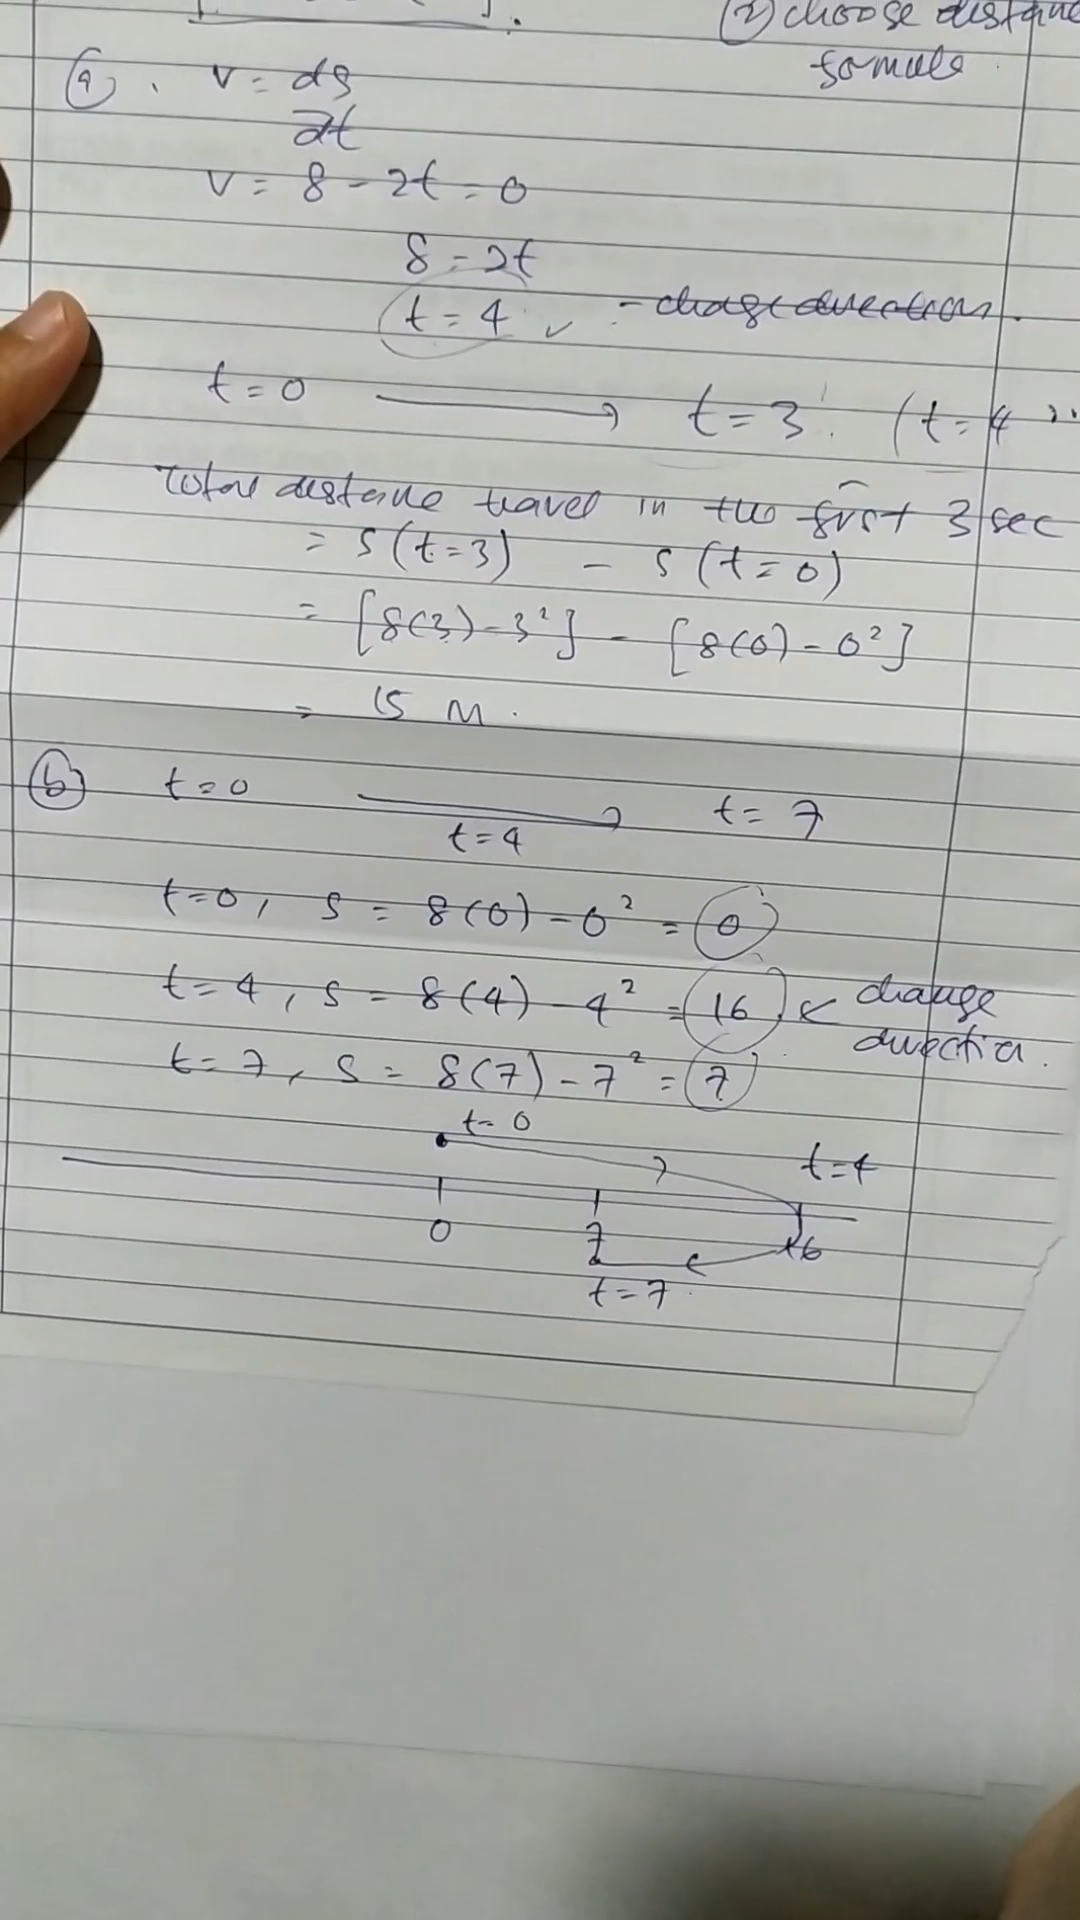 (2) choose distance
formula
(a). v = ds
dt
v = 8 - 2t = 0
8 = 2t
t = 4 ✓ - change direction.
t = 0 → t = 3. (t = 4
Total distance travel in the first 3 sec
= s(t=3) - s(t=0)
= [8(3) - 3²] - [8(0) - 0²]
= 15 m.
(b) t = 0 → t = 7
t = 4
t = 0, s = 8(0) - 0² = 0
t = 4, s = 8(4) - 4² = 16 ← change
direction.
t = 7, s = 8(7) - 7² = 7
t = 0
t = 4
0 7 16
t = 7